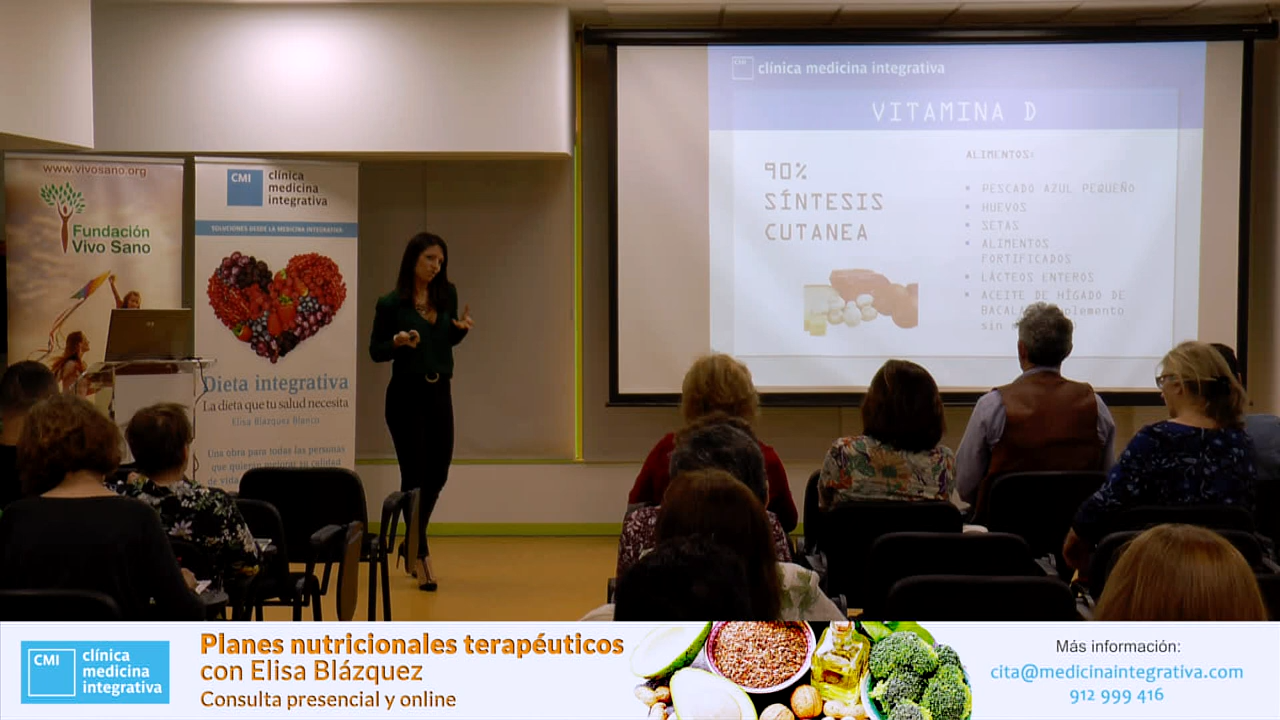 www.vivosano.org
Fundación
Vivo Sano
CMI
clínica
medicina
integrativa
SOLUCIONES DESDE LA MEDICINA INTEGRATIVA
Dieta integrativa
La dieta que tu salud necesita
Elisa Blázquez Blanco
Una obra para todas las personas
que quieran mejorar su calidad
de vida
CMI
clínica medicina integrativa
VITAMINA D
90%
SÍNTESIS
CUTANEA
ALIMENTOS:
• PESCADO AZUL PEQUEÑO
• HUEVOS
• SETAS
• ALIMENTOS
FORTIFICADOS
• LÁCTEOS ENTEROS
• ACEITE DE HÍGADO DE
sin
CMI
clínica
medicina
integrativa
Planes nutricionales terapéuticos
con Elisa Blázquez
Consulta presencial y online
Más información:
cita@medicinaintegrativa.com
912 999 416